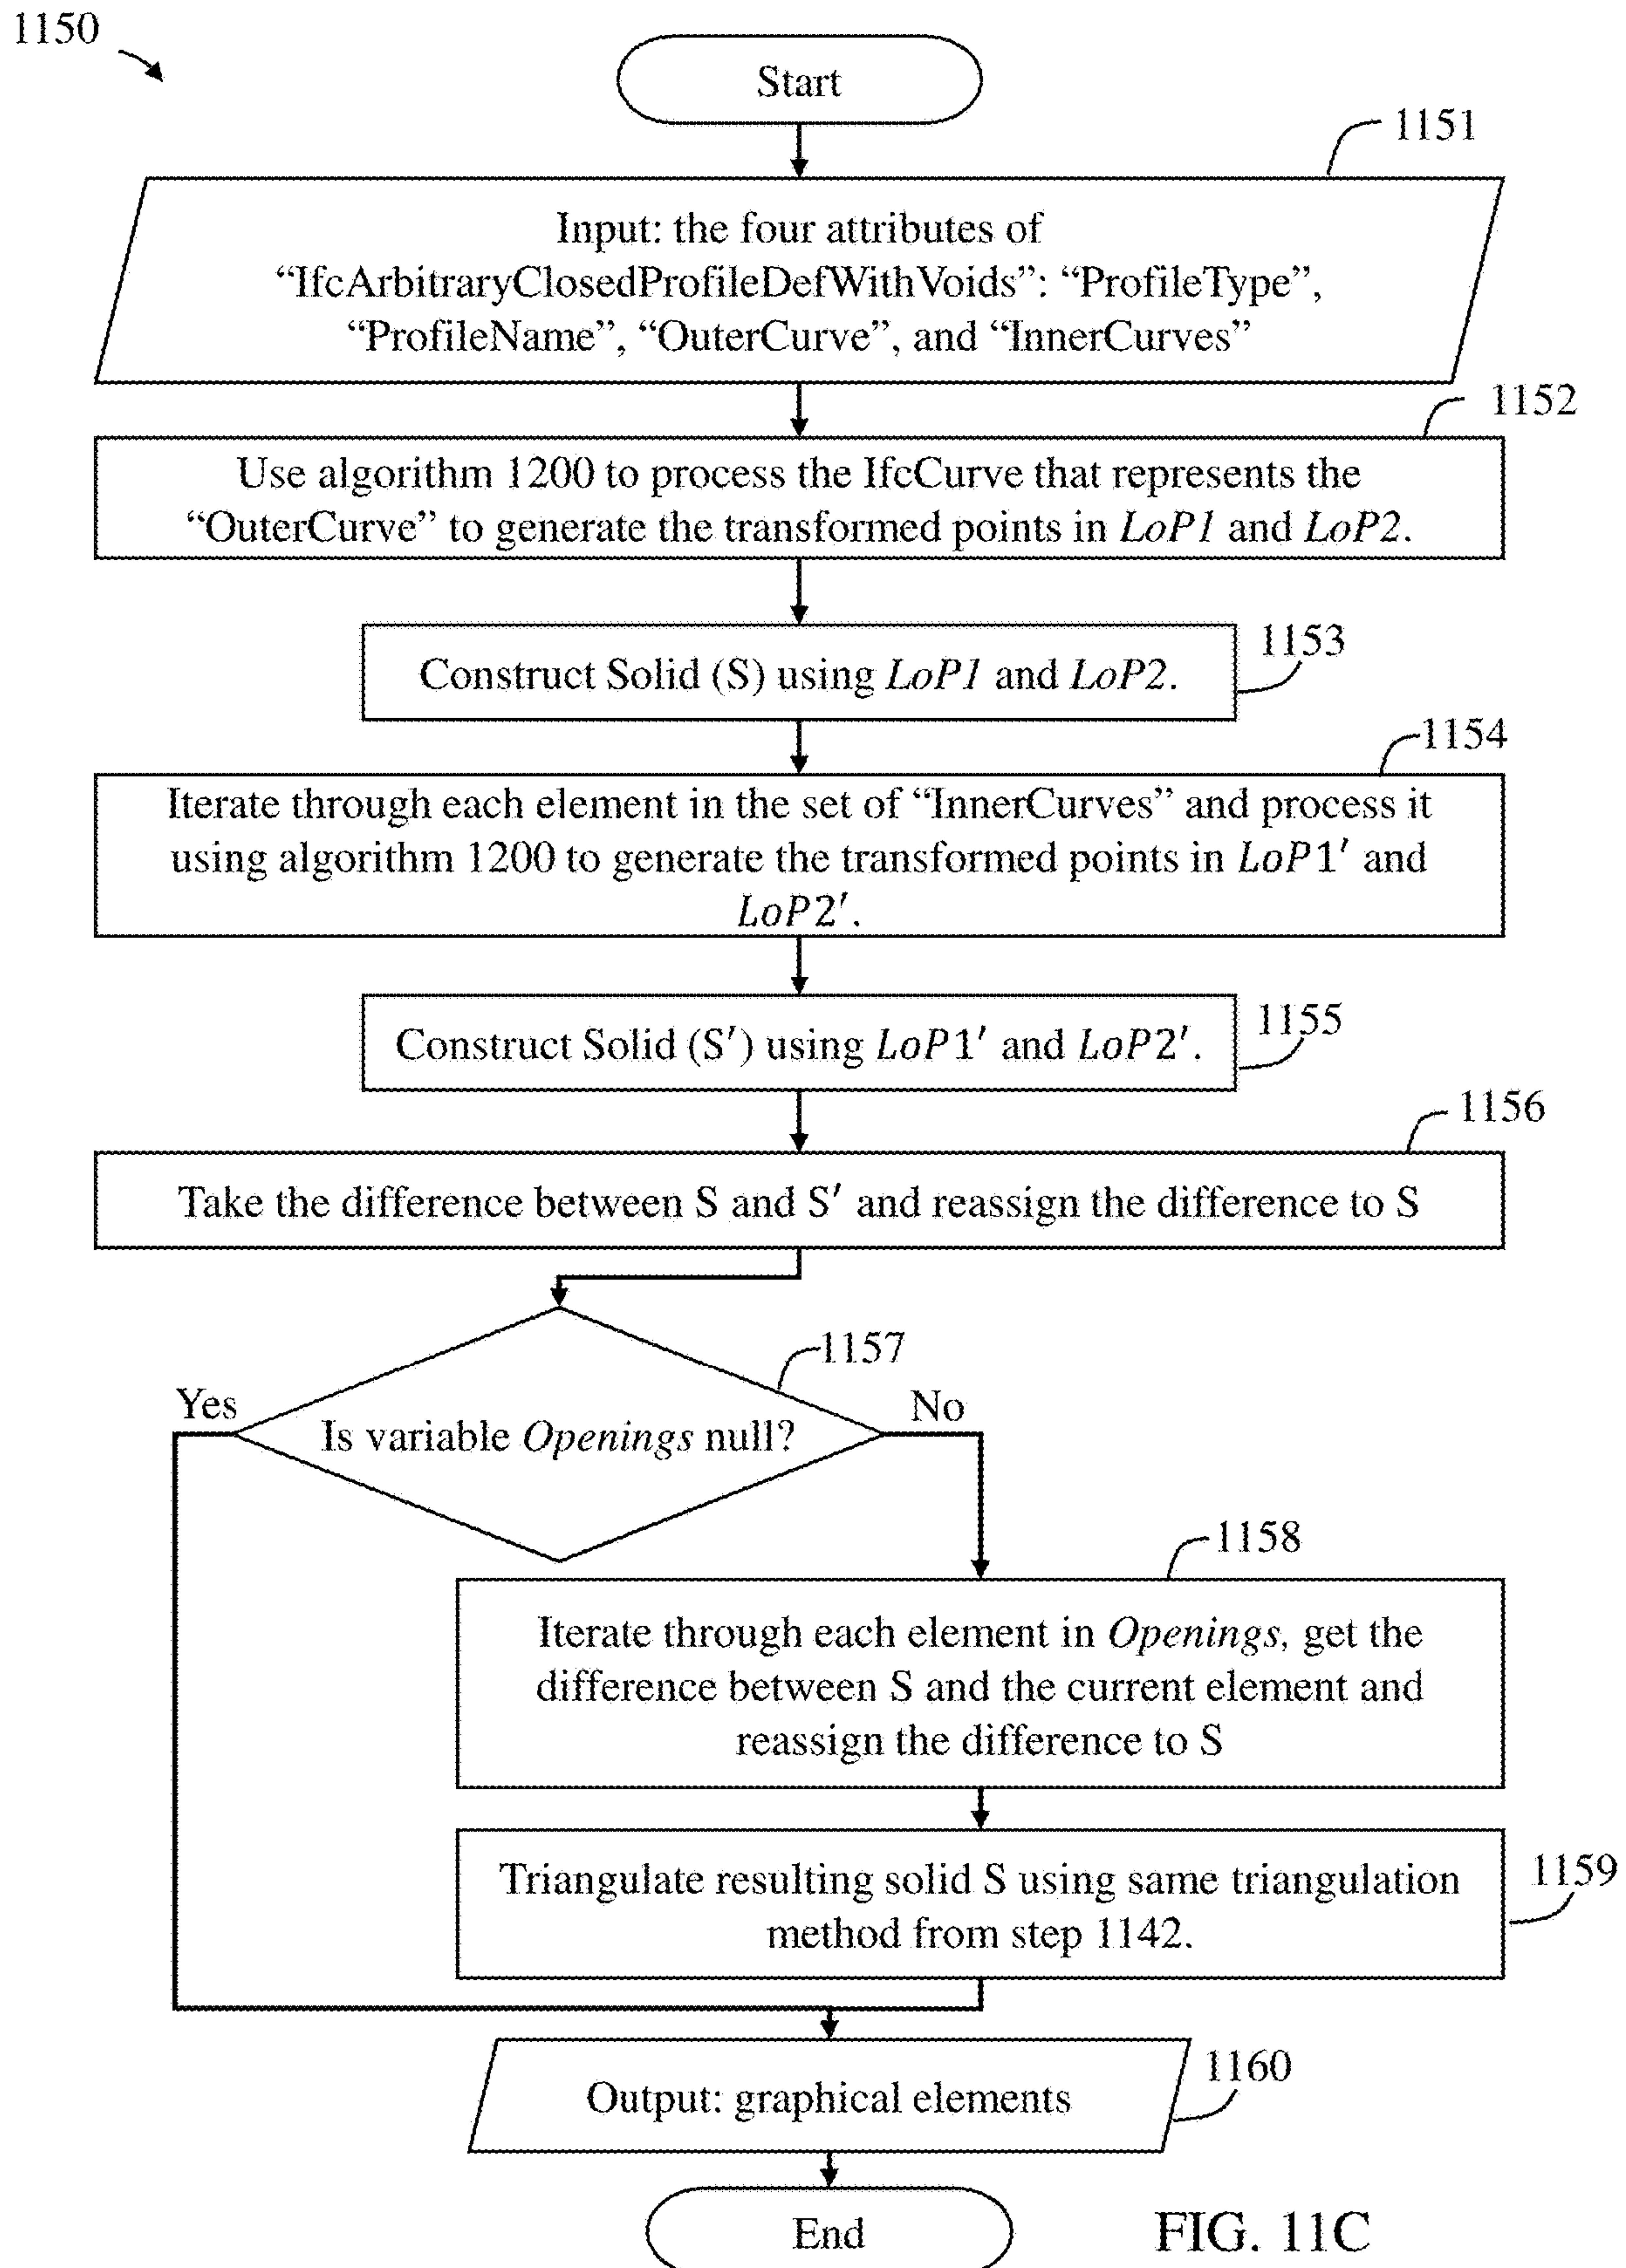 1150
Start
1151
Input: the four attributes of
“IfcArbitraryClosedProfileDefWithVoids”: “ProfileType”,
“ProfileName”, “OuterCurve”, and “InnerCurves”
1152
Use algorithm 1200 to process the IfcCurve that represents the
“OuterCurve” to generate the transformed points in LoP1 and LoP2.
1153
Construct Solid (S) using LoP1 and LoP2.
1154
Iterate through each element in the set of “InnerCurves” and process it
using algorithm 1200 to generate the transformed points in LoP1′ and
LoP2′.
1155
Construct Solid (S′) using LoP1′ and LoP2′.
1156
Take the difference between S and S′ and reassign the difference to S
1157
Yes
No
Is variable Openings null?
1158
Iterate through each element in Openings, get the
difference between S and the current element and
reassign the difference to S
1159
Triangulate resulting solid S using same triangulation
method from step 1142.
1160
Output: graphical elements
End
FIG. 11C